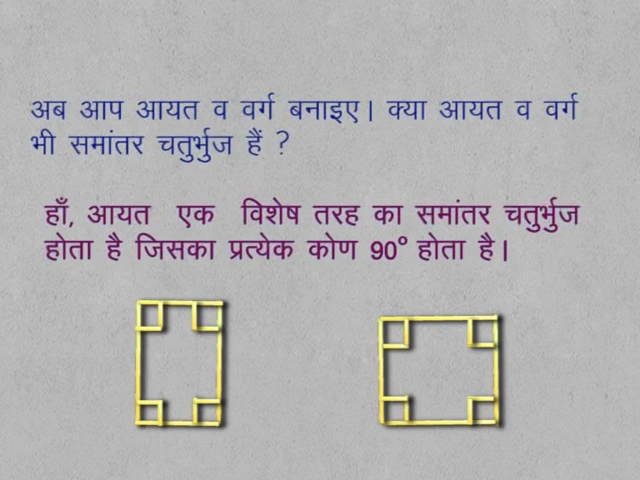 अब आप आयत व वर्ग बनाइए। क्या आयत व वर्ग
भी समांतर चतुर्भुज हैं ?
हाँ, आयत एक विशेष तरह का समांतर चतुर्भुज
होता है जिसका प्रत्येक कोण 90° होता है।